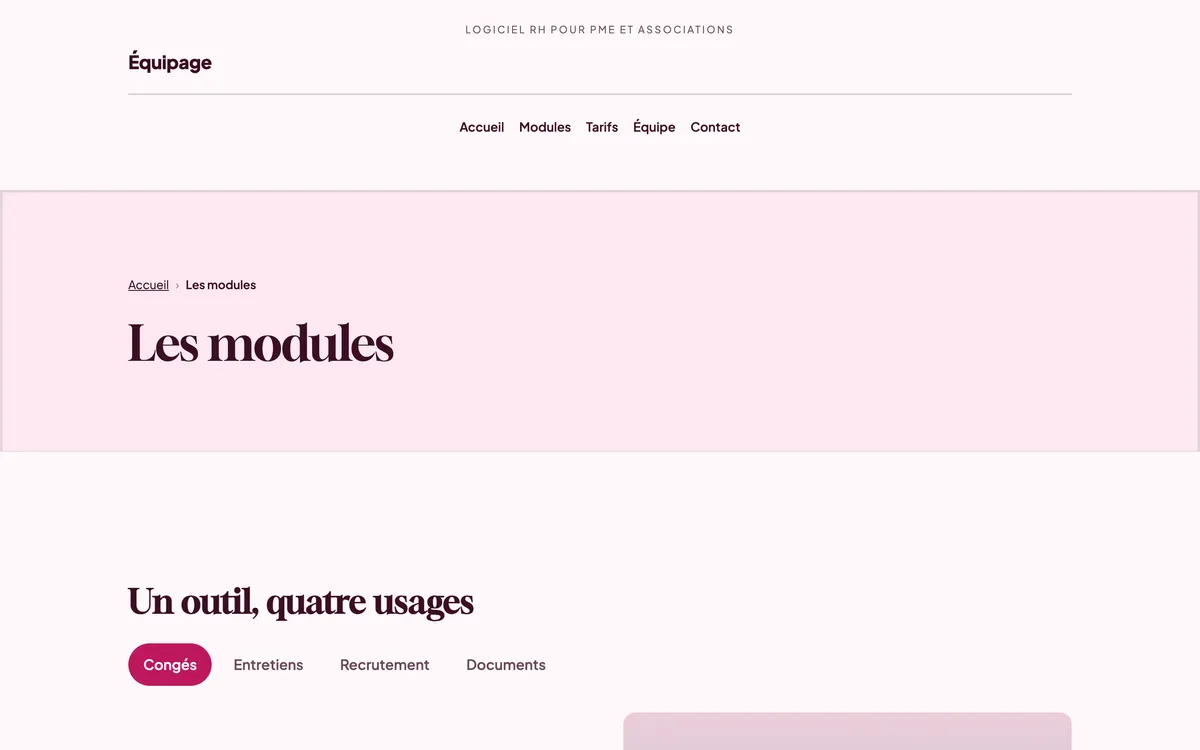 LOGICIEL RH POUR PME ET ASSOCIATIONS
Équipage
Accueil Modules Tarifs Équipe Contact
Accueil › Les modules
Les modules
Un outil, quatre usages
Congés Entretiens Recrutement Documents